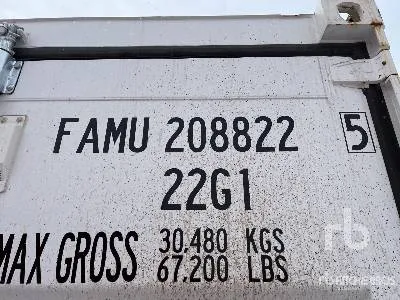 FAMU 208822 5
22G1
MAX GROSS 30.480 KGS
67.200 LBS
rb